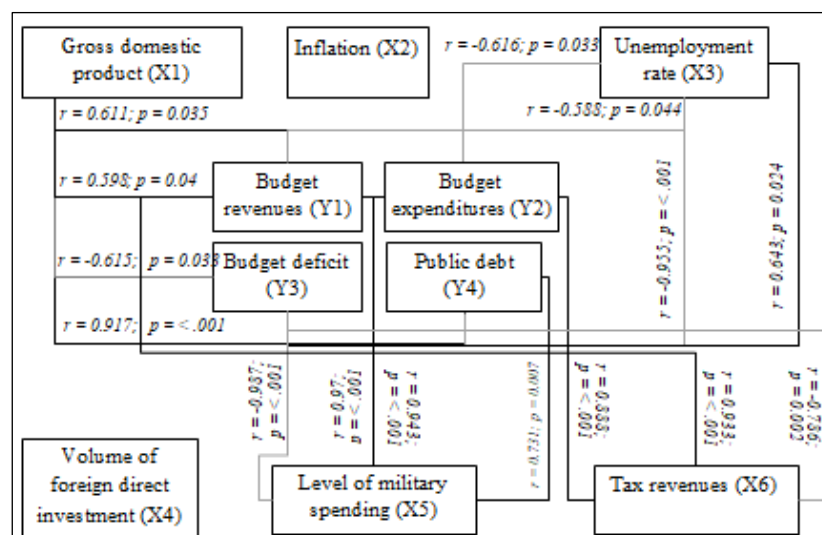 Gross domestic
product (X1)
Inflation (X2)
r = -0.616; p = 0.033
Unemployment
rate (X3)
r = 0.611; p = 0.035
r = -0.588; p = 0.044
r = 0.598; p = 0.04
Budget
revenues (Y1)
Budget
expenditures (Y2)
r = -0.955; p = < .001
r = 0.643; p = 0.024
r = -0.615; p = 0.033
Budget deficit
(Y3)
Public debt
(Y4)
r = 0.917; p = < .001
r = -0.987;
p = < .001
r = 0.97;
p = < .001
r = 0.943;
p = > .001
r = 0.731; p = 0.007
r = 0.888;
p = > .001
r = 0.933;
p = > .001
r = -0.786;
p = 0.002
Volume of
foreign direct
investment (X4)
Level of military
spending (X5)
Tax revenues (X6)